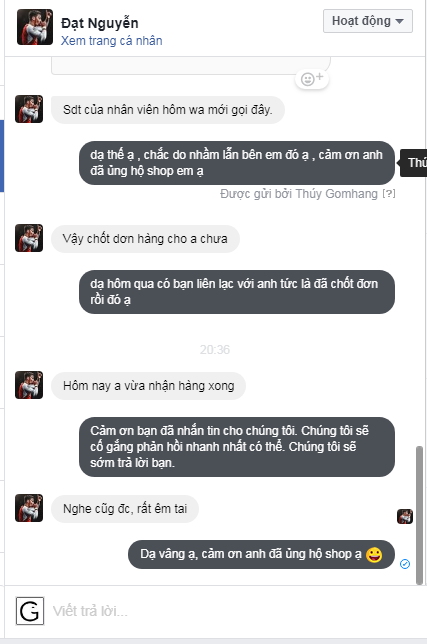 Đạt Nguyễn
Hoạt động
Xem trang cá nhân
Sdt của nhân viên hôm wa mới gọi đây.
dạ thế ạ , chắc do nhầm lẫn bên em đó ạ , cảm ơn anh
đã ủng hộ shop em ạ
Thú
Được gửi bởi Thúy Gomhang [?]
Vậy chốt dơn hàng cho a chưa
dạ hôm qua có bạn liên lạc với anh tức là đã chốt đơn
rồi đó ạ
20:36
Hôm nay a vừa nhận hàng xong
Cảm ơn bạn đã nhắn tin cho chúng tôi. Chúng tôi sẽ
cố gắng phản hồi nhanh nhất có thể. Chúng tôi sẽ
sớm trả lời bạn.
Nghe cũg đc, rất êm tai
Dạ vâng ạ, cảm ơn anh đã ủng hộ shop ạ 😀
G
Viết trả lời...